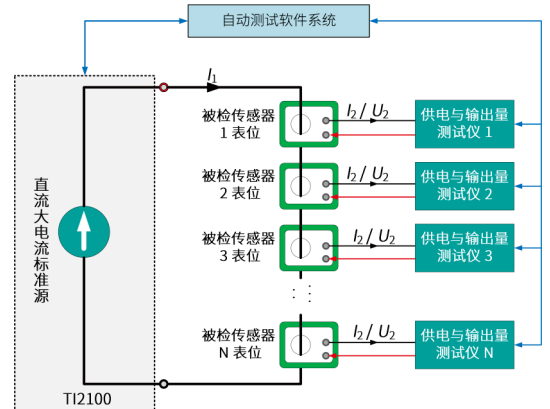 自动测试软件系统
I₁
被检传感器
1 表位
I₂ / U₂
供电与输出量
测试仪 1
被检传感器
2 表位
I₂ / U₂
供电与输出量
测试仪 2
直流大电流标准源
被检传感器
3 表位
I₂ / U₂
供电与输出量
测试仪 3
被检传感器
N 表位
I₂ / U₂
供电与输出量
测试仪 N
TI2100